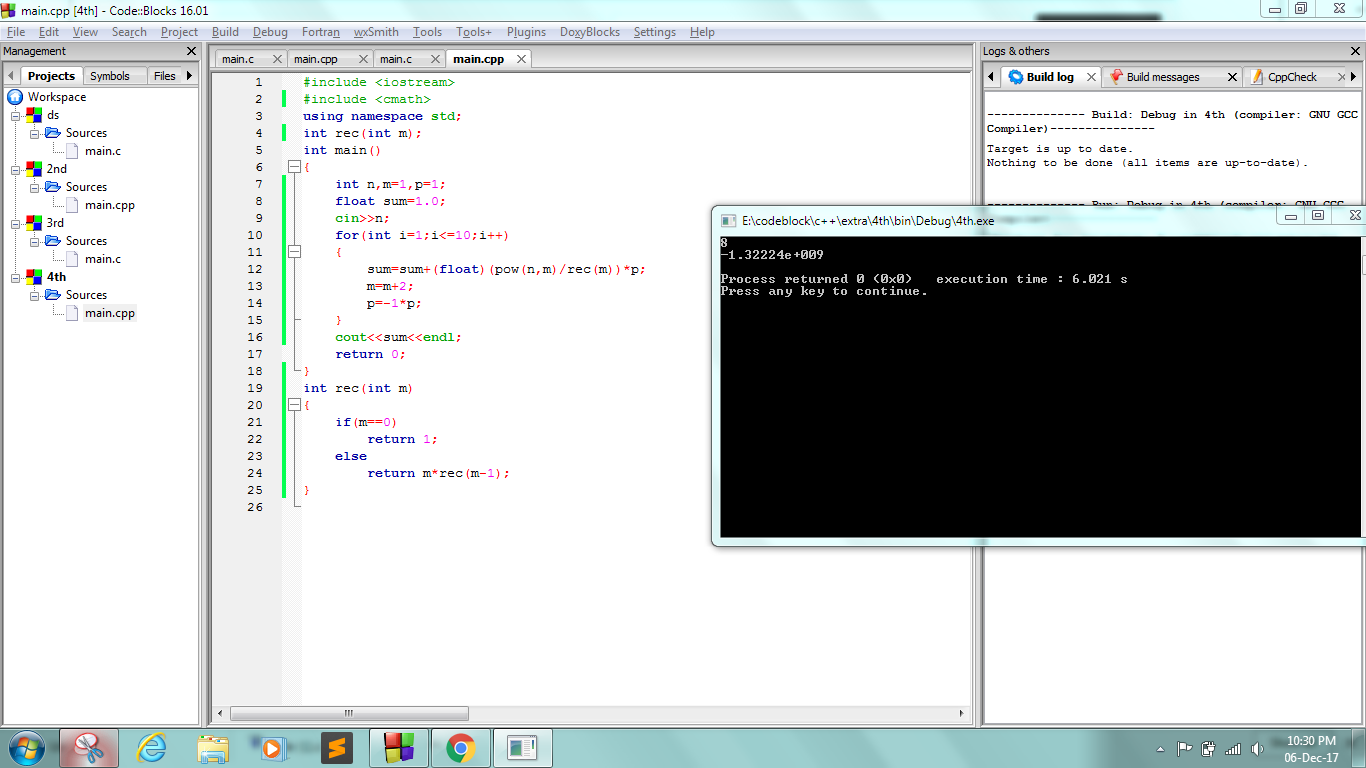 main.cpp [4th] - Code::Blocks 16.01
File Edit View Search Project Build Debug Fortran wxSmith Tools Tools+ Plugins DoxyBlocks Settings Help
Management
Projects Symbols Files
Workspace
ds
Sources
main.c
2nd
Sources
main.cpp
3rd
Sources
main.c
4th
Sources
main.cpp
main.c main.cpp main.c main.cpp
1 #include <iostream>
2 #include <cmath>
3 using namespace std;
4 int rec(int m);
5 int main()
6 {
7 int n,m=1,p=1;
8 float sum=1.0;
9 cin>>n;
10 for(int i=1;i<=10;i++)
11 {
12 sum=sum+(float)(pow(n,m)/rec(m))*p;
13 m=m+2;
14 p=-1*p;
15 }
16 cout<<sum<<endl;
17 return 0;
18 }
19 int rec(int m)
20 {
21 if(m==0)
22 return 1;
23 else
24 return m*rec(m-1);
25 }
26
Logs & others
Build log Build messages CppCheck
-------------- Build: Debug in 4th (compiler: GNU GCC
Compiler)---------------
Target is up to date.
Nothing to be done (all items are up-to-date).
-------------- Run: Debug in 4th (compiler: GNU GCC
E:\codeblock\c++\extra\4th\bin\Debug\4th.exe
8
-1.32224e+009
Process returned 0 (0x0) execution time : 6.021 s
Press any key to continue.
10:30 PM
06-Dec-17